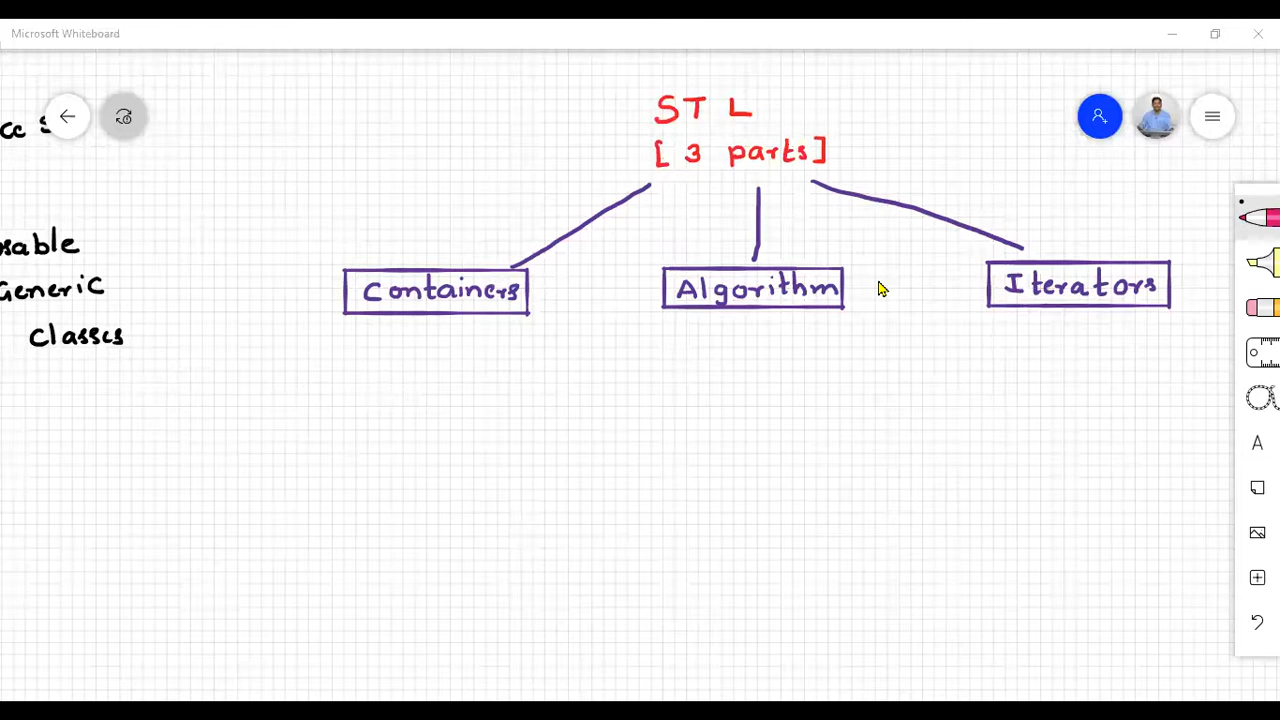 Microsoft Whiteboard
STL
[ 3 parts ]
Containers
Algorithm
Iterators
Generic
Classes
A